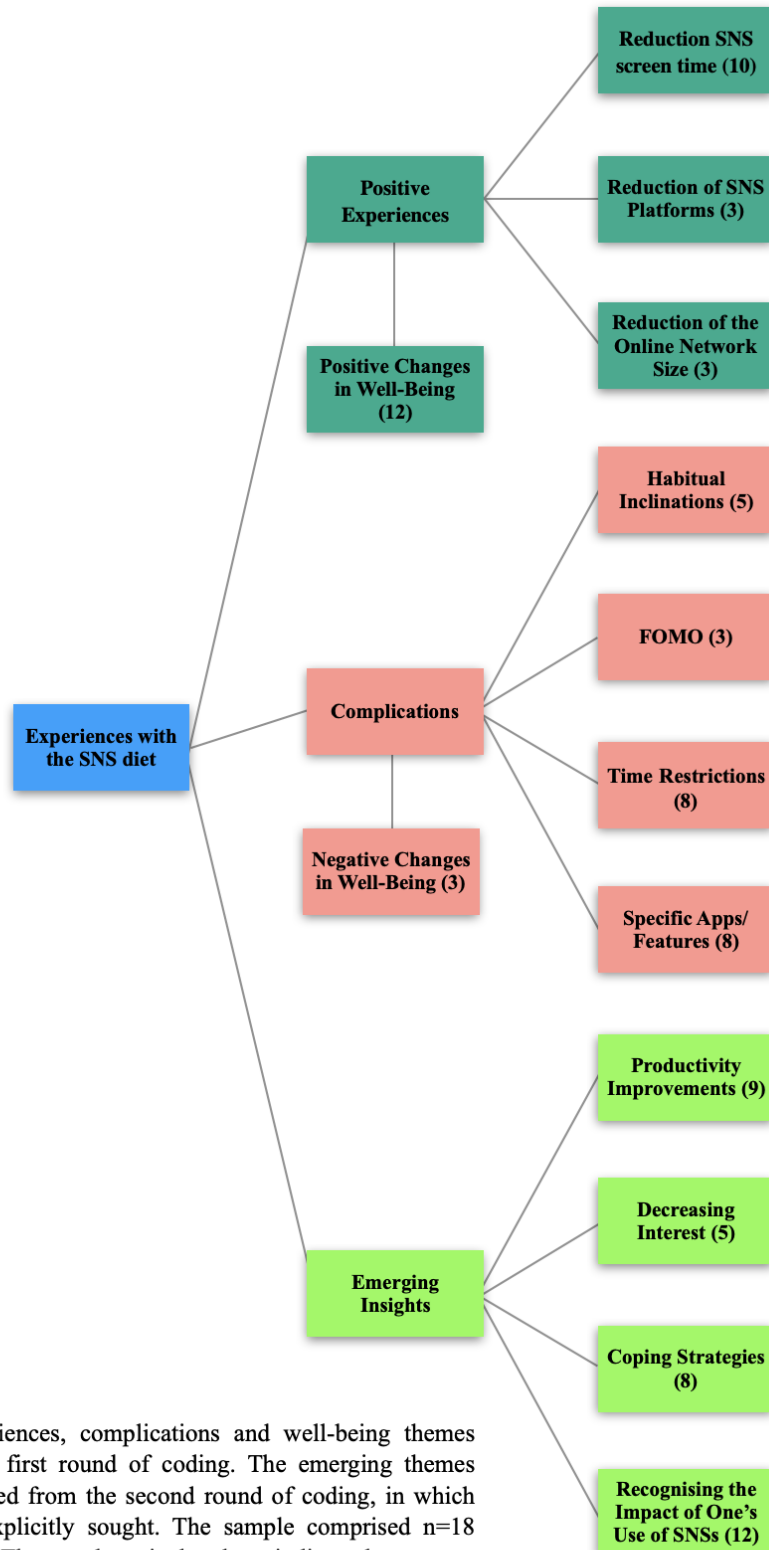 Reduction SNS
screen time (10)
Positive
Experiences
Reduction of SNS
Platforms (3)
Reduction of the
Online Network
Size (3)
Positive Changes
in Well-Being
(12)
Habitual
Inclinations (5)
FOMO (3)
Complications
Experiences with
the SNS diet
Time Restrictions
(8)
Negative Changes
in Well-Being (3)
Specific Apps/
Features (8)
Productivity
Improvements (9)
Decreasing
Interest (5)
Emerging
Insights
Coping Strategies
(8)
Recognising the
Impact of One’s
Use of SNSs (12)
iences, complications and well-being themes
first round of coding. The emerging themes
ed from the second round of coding, in which
xplicitly sought. The sample comprised n=18